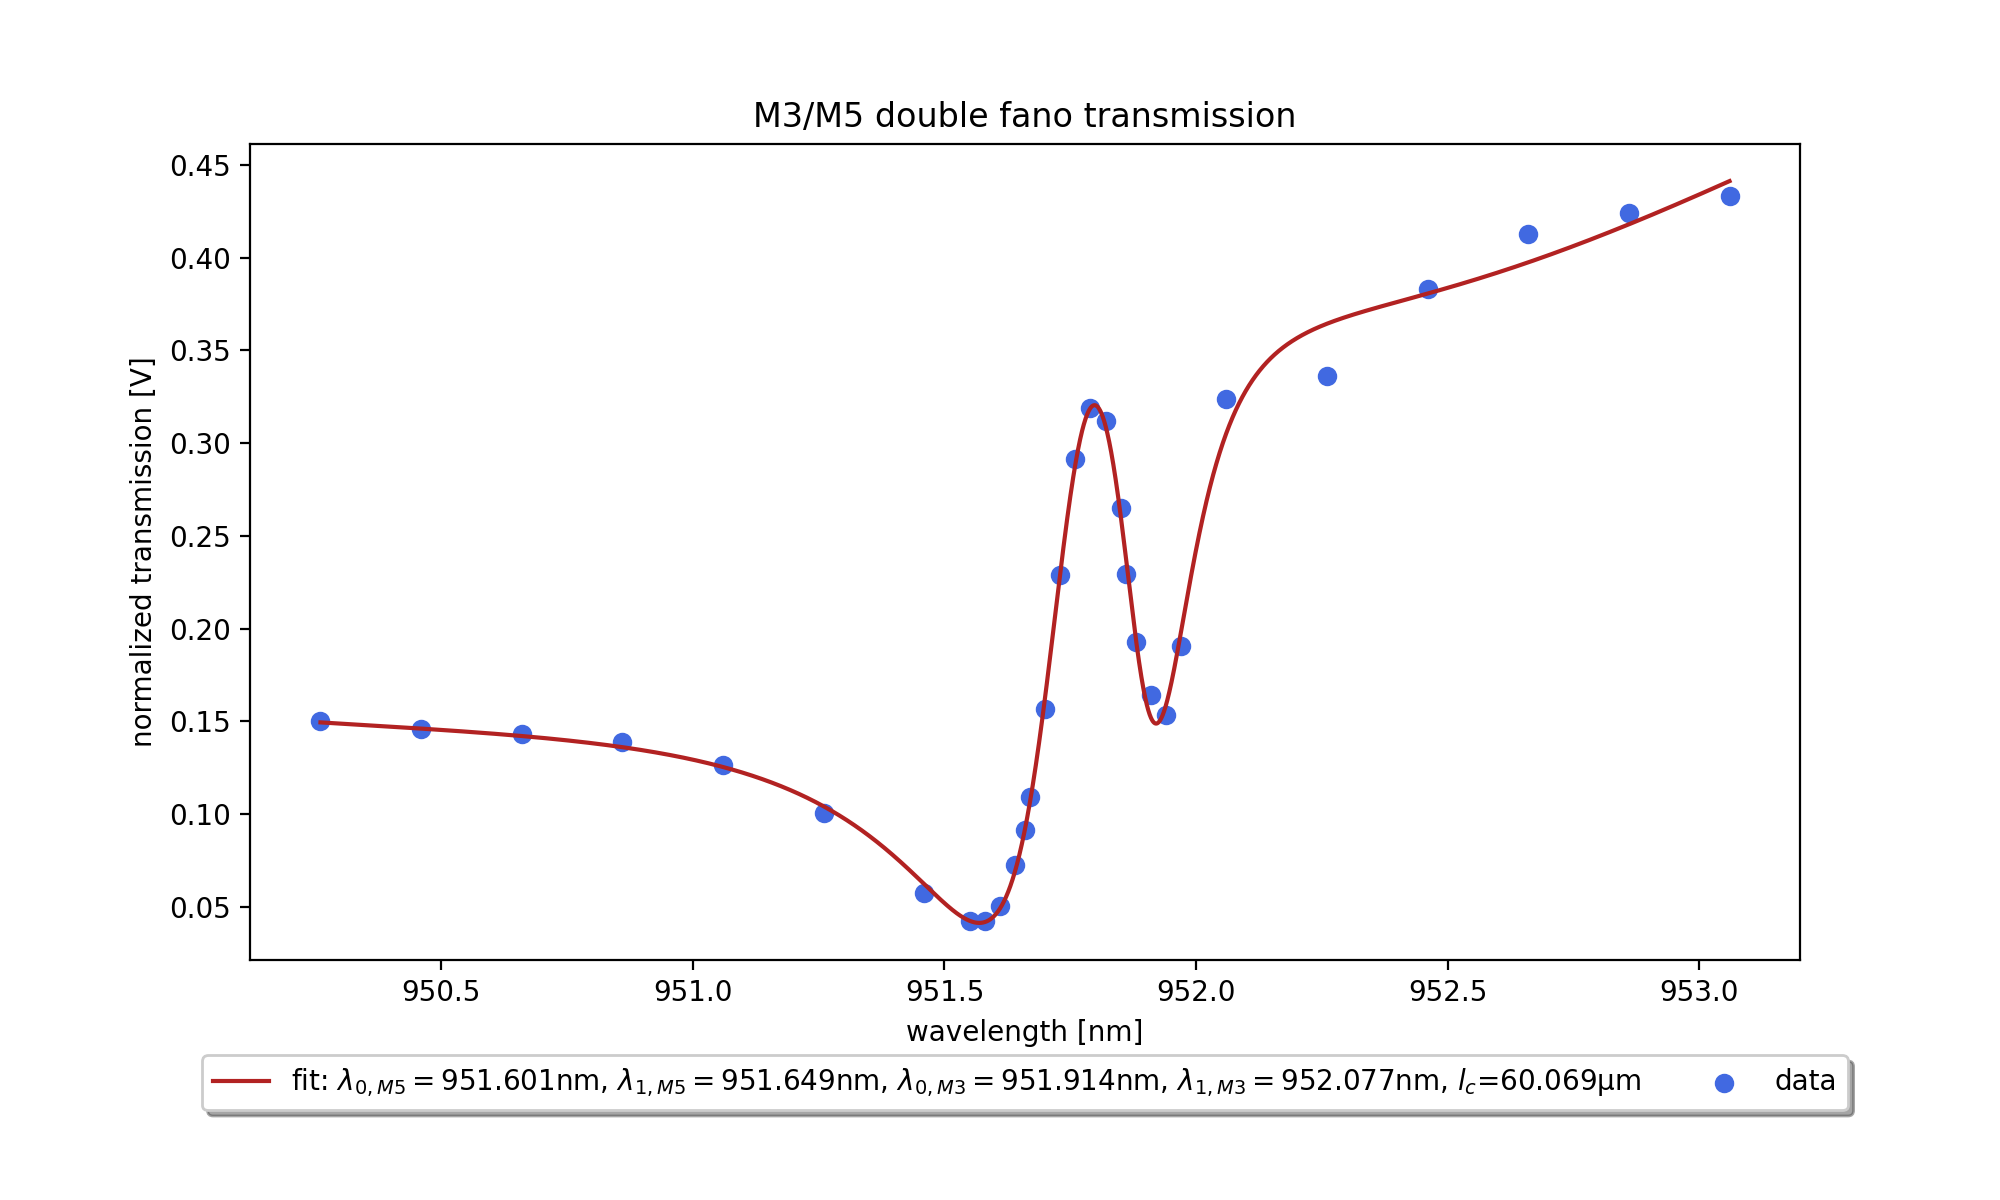 M3/M5 double fano transmission
normalized transmission [V]
0.45
0.40
0.35
0.30
0.25
0.20
0.15
0.10
0.05
950.5 951.0 951.5 952.0 952.5 953.0
wavelength [nm]
fit: λ₀,M5 = 951.601nm, λ₁,M5 = 951.649nm, λ₀,M3 = 951.914nm, λ₁,M3 = 952.077nm, l_c=60.069µm data